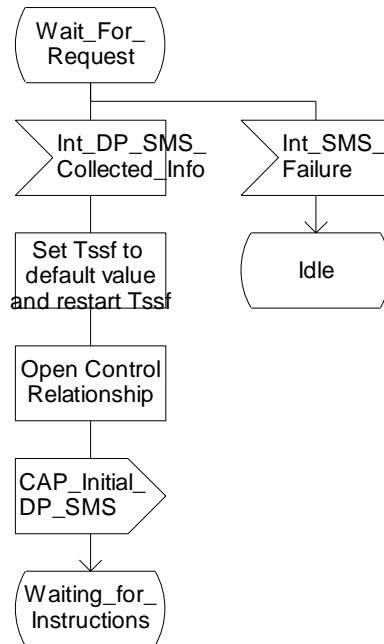 Wait_For_
Request
Int_DP_SMS_
Collected_Info
Int_SMS_
Failure
Set Tssf to
default value
and restart Tssf
Idle
Open Control
Relationship
CAP_Initial_
DP_SMS
Waiting_for_
Instructions